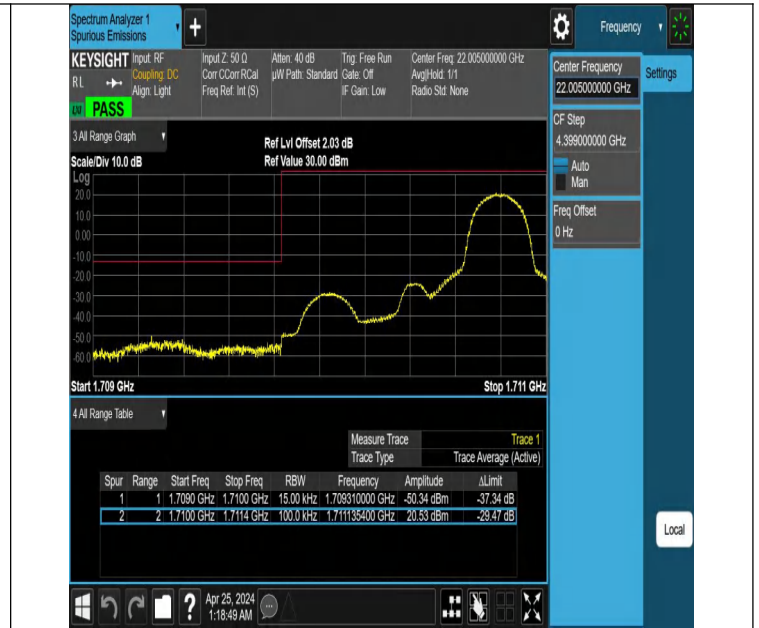 Spectrum Analyzer 1
Spurious Emissions
Frequency
KEYSIGHT Input: RF Input Z: 50 Ω Atten: 40 dB Trig: Free Run Center Freq: 22.005000000 GHz
RL Coupling: DC Corr CCorr RCal µW Path: Standard Gate: Off Avg|Hold: 1/1
Align: Light Freq Ref: Int (S) IF Gain: Low Radio Std: None
LXI PASS
Center Frequency
22.005000000 GHz
Settings
CF Step
4.399000000 GHz
Auto
Man
Freq Offset
0 Hz
3 All Range Graph
Ref Lvl Offset 2.03 dB
Scale/Div 10.0 dB Ref Value 30.00 dBm
Log
20.0
10.0
0.00
-10.0
-20.0
-30.0
-40.0
-50.0
-60.0
Start 1.709 GHz Stop 1.711 GHz
4 All Range Table
Measure Trace Trace 1
Trace Type Trace Average (Active)
Spur Range Start Freq Stop Freq RBW Frequency Amplitude ΔLimit
1 1 1.7090 GHz 1.7100 GHz 15.00 kHz 1.709310000 GHz -50.34 dBm -37.34 dB
2 2 1.7100 GHz 1.7114 GHz 100.0 kHz 1.711135400 GHz 20.53 dBm -29.47 dB
Local
Apr 25, 2024
1:18:49 AM